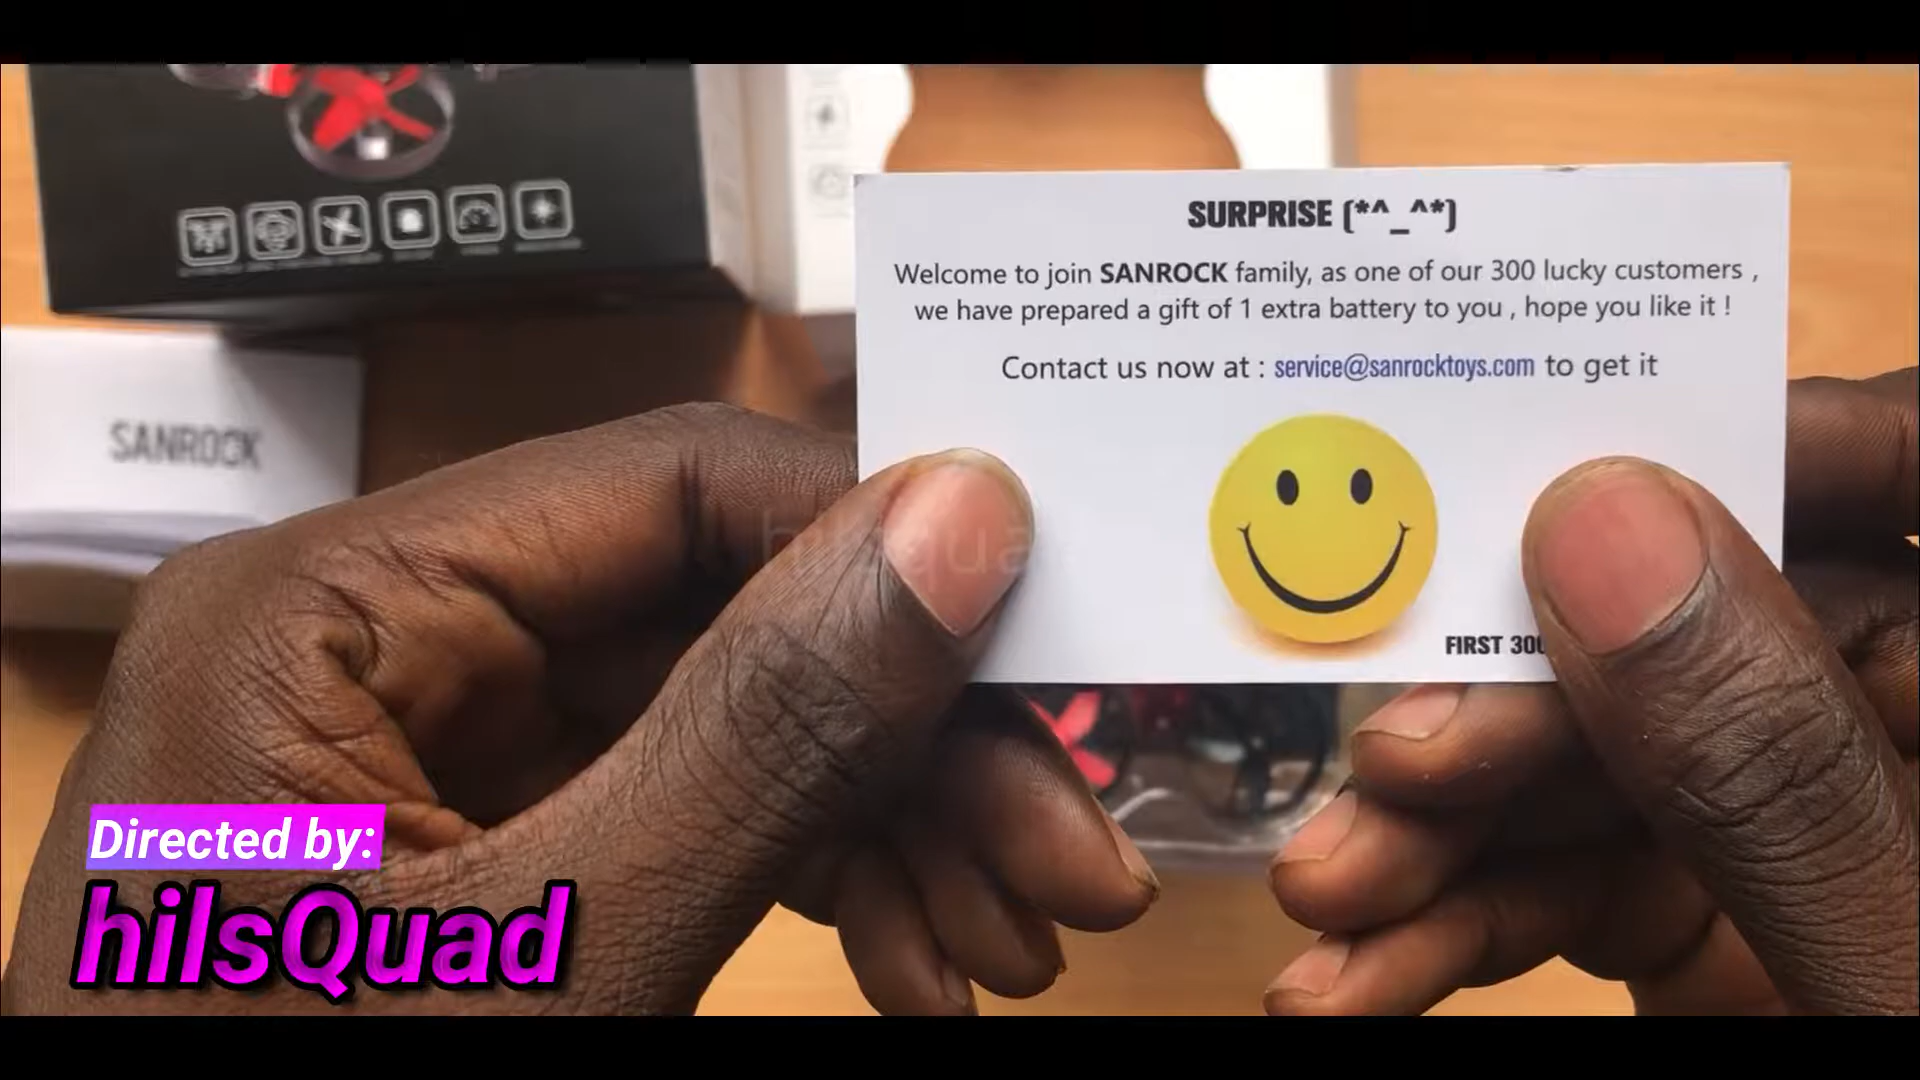 SURPRISE (*^_^*)
Welcome to join SANROCK family, as one of our 300 lucky customers ,
we have prepared a gift of 1 extra battery to you , hope you like it !
Contact us now at : service@sanrocktoys.com to get it
SANROCK
FIRST 300
Directed by:
hilsQuad